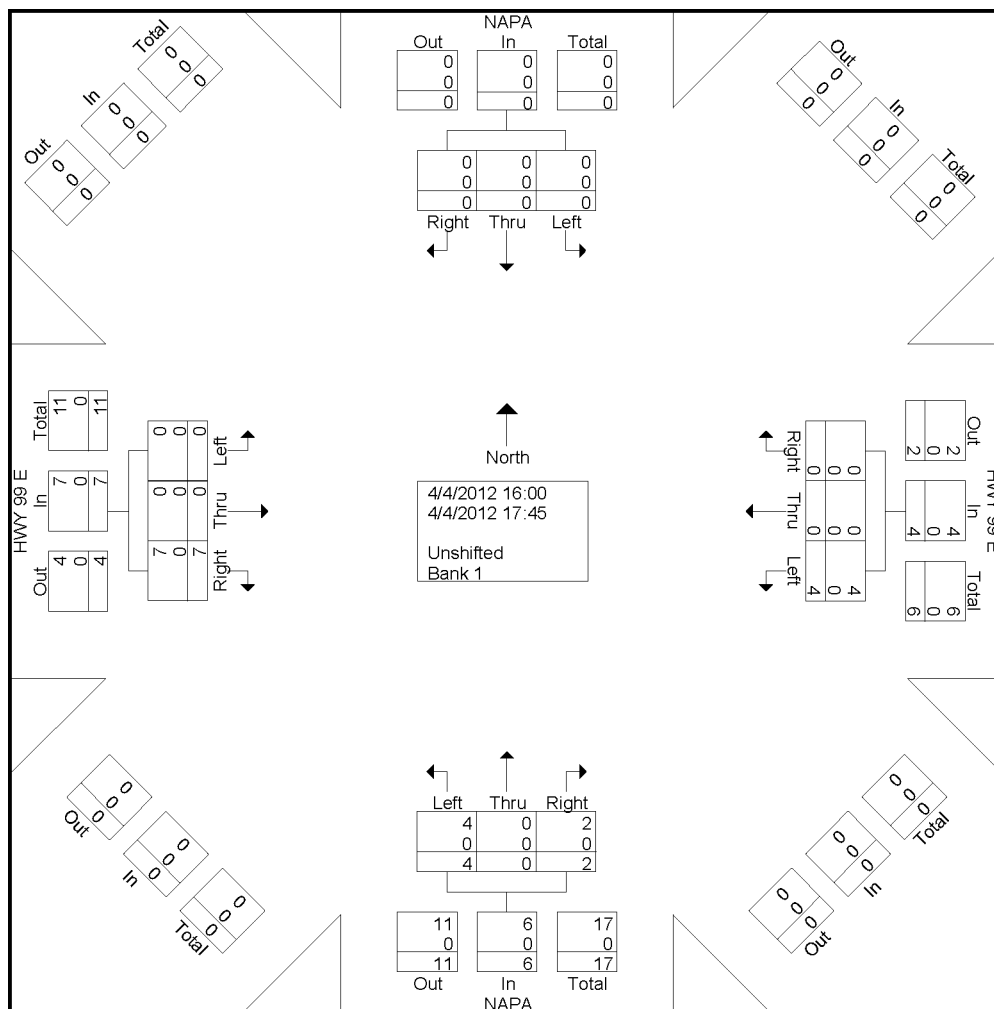 NAPA
Out In Total
0 0 0
0 0 0
0 0 0
0 0 0
0 0 0
0 0 0
Right Thru Left
Total
0
0
0
In
0
0
0
Out
0
0
0
Out
0
0
0
In
0
0
0
Total
0
0
0
HWY 99 E
Total
11
0
11
In
7
0
7
Out
4
0
4
0 0 0
Left
0 0 0
Thru
7 0 7
Right
North
4/4/2012 16:00
4/4/2012 17:45
Unshifted
Bank 1
Right
0 0 0
Thru
0 0 0
Left
4 0 4
Out
2 0 2
In
4 0 4
Total
6 0 6
HWY 99 E
Left Thru Right
4 0 2
0 0 0
4 0 2
11 6 17
0 0 0
11 6 17
Out In Total
NAPA
0
0
0
Out
0
0
0
In
0
0
0
Total
0
0
0
Total
0
0
0
In
0
0
0
Out